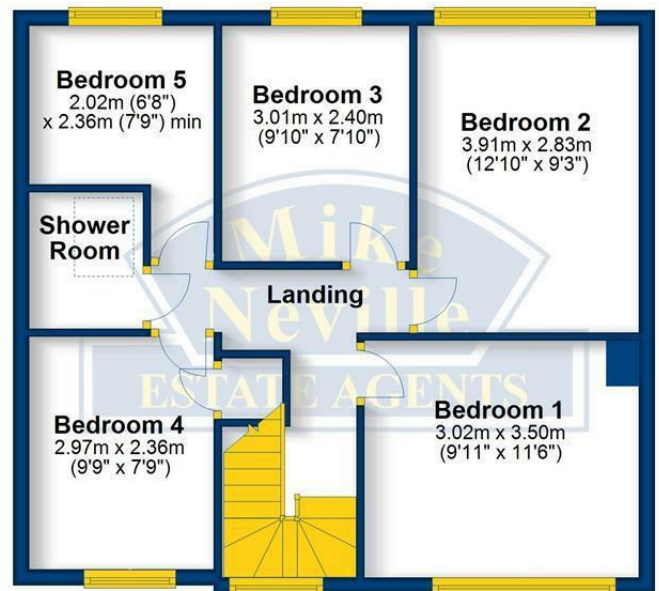 Bedroom 5
2.02m (6'8")
x 2.36m (7'9") min
Bedroom 3
3.01m x 2.40m
(9'10" x 7'10")
Bedroom 2
3.91m x 2.83m
(12'10" x 9'3")
Shower
Room
Mike
Neville
ESTATE AGENTS
Landing
Bedroom 4
2.97m x 2.36m
(9'9" x 7'9")
Bedroom 1
3.02m x 3.50m
(9'11" x 11'6")